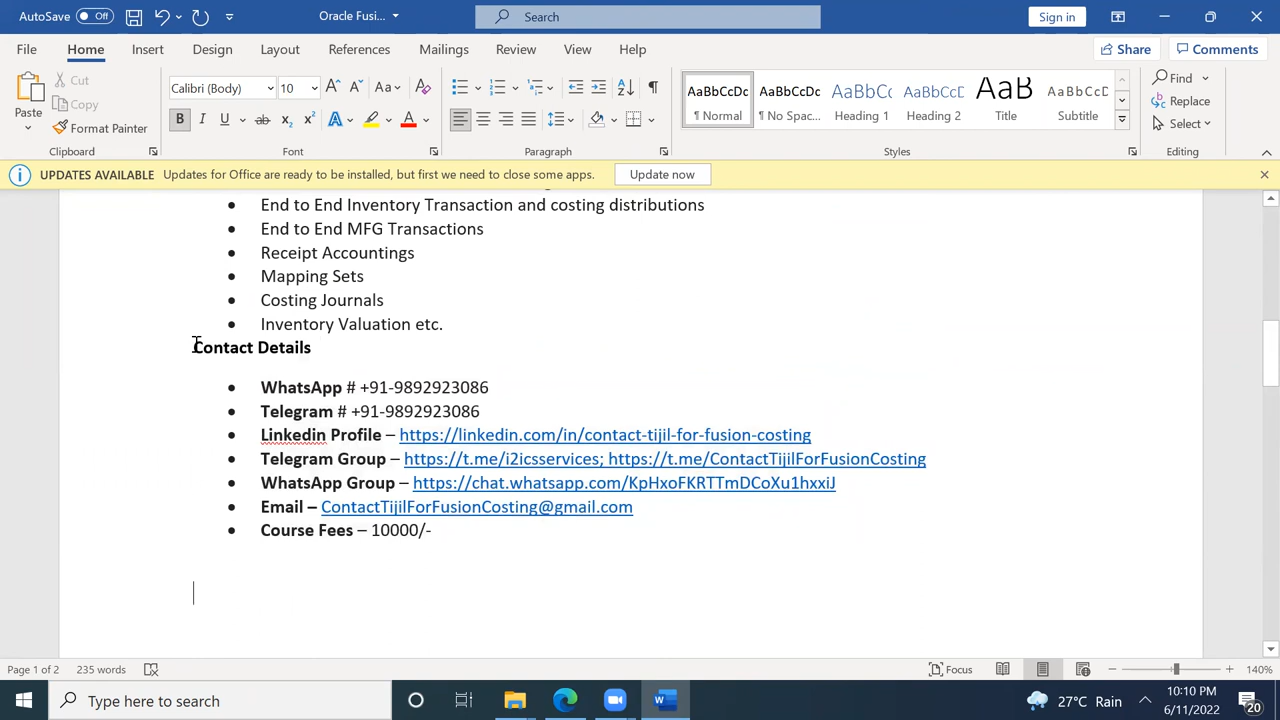 AutoSave Off Oracle Fusi... Search Sign in
File Home Insert Design Layout References Mailings Review View Help Share Comments
Paste Cut Copy Format Painter Calibri (Body) 10 AaBbCcDc AaBbCcDc AaBbCc AaBbCcD AaB AaBbCcD Find Replace Select
¶ Normal ¶ No Spac... Heading 1 Heading 2 Title Subtitle
Clipboard Font Paragraph Styles Editing
UPDATES AVAILABLE Updates for Office are ready to be installed, but first we need to close some apps. Update now
• End to End Inventory Transaction and costing distributions
• End to End MFG Transactions
• Receipt Accountings
• Mapping Sets
• Costing Journals
• Inventory Valuation etc.
Contact Details
• WhatsApp # +91-9892923086
• Telegram # +91-9892923086
• Linkedin Profile – https://linkedin.com/in/contact-tijil-for-fusion-costing
• Telegram Group – https://t.me/i2icsservices; https://t.me/ContactTijilForFusionCosting
• WhatsApp Group – https://chat.whatsapp.com/KpHxoFKRTTmDCoXu1hxxiJ
• Email – ContactTijilForFusionCosting@gmail.com
• Course Fees – 10000/-
Page 1 of 2 235 words Focus 140%
Type here to search 27°C Rain 10:10 PM
6/11/2022 20